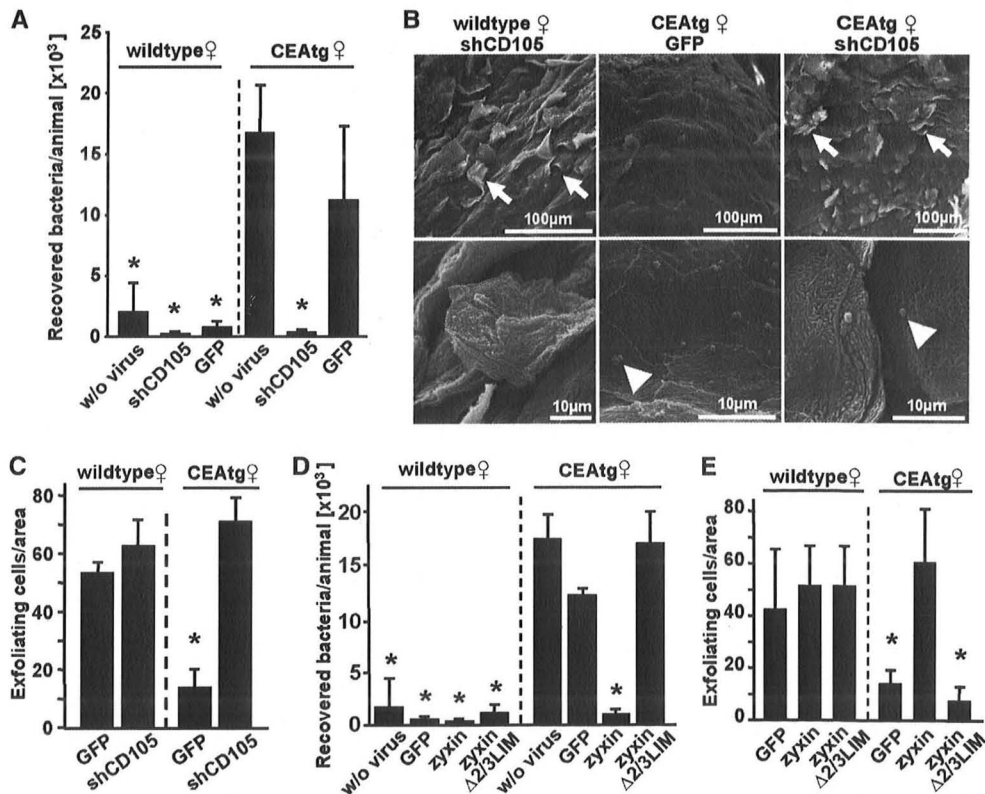 A
wildtype♀
CEAtg♀
Recovered bacteria/animal [x10³]
25
20
15
10
5
0
w/o virus
shCD105
GFP
w/o virus
shCD105
GFP
*
*
*
*
B
wildtype ♀
shCD105
CEAtg ♀
GFP
CEAtg ♀
shCD105
100µm
100µm
100µm
10µm
10µm
10µm
C
wildtype♀
CEAtg♀
Exfoliating cells/area
80
60
40
20
0
GFP
shCD105
GFP
shCD105
*
D
wildtype♀
CEAtg♀
Recovered bacteria/animal [x10³]
20
15
10
5
0
w/o virus
GFP
zyxin
zyxin
Δ2/3LIM
w/o virus
GFP
zyxin
zyxin
Δ2/3LIM
*
*
*
*
*
E
wildtype♀
CEAtg♀
Exfoliating cells/area
80
60
40
20
0
GFP
zyxin
zyxin
Δ2/3LIM
GFP
zyxin
zyxin
Δ2/3LIM
*
*